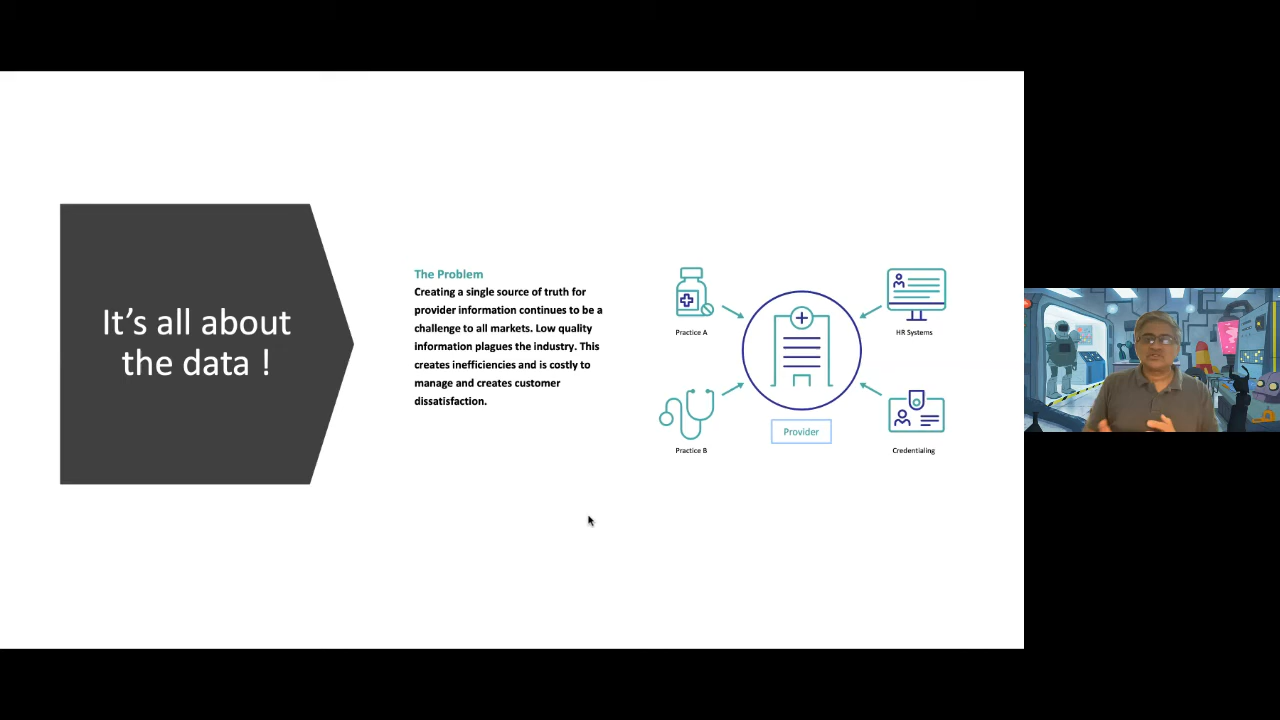 It's all about
the data !
The Problem
Creating a single source of truth for
provider information continues to be a
challenge to all markets. Low quality
information plagues the industry. This
creates inefficiencies and is costly to
manage and creates customer
dissatisfaction.
Practice A
HR Systems
Provider
Practice B
Credentialing